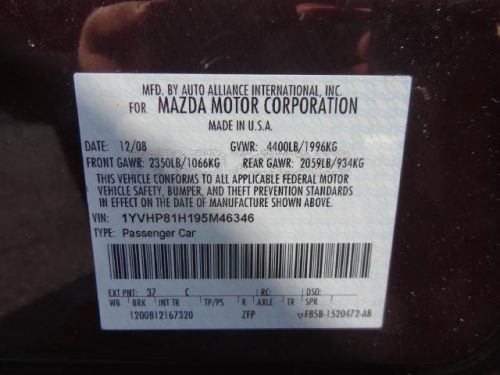 MFD. BY AUTO ALLIANCE INTERNATIONAL, INC.
FOR MAZDA MOTOR CORPORATION
MADE IN U.S.A.
DATE: 12/08 GVWR: 4400LB/1996KG
FRONT GAWR: 2350LB/1066KG REAR GAWR: 2059LB/934KG
THIS VEHICLE CONFORMS TO ALL APPLICABLE FEDERAL MOTOR
VEHICLE SAFETY, BUMPER, AND THEFT PREVENTION STANDARDS
IN EFFECT ON THE DATE OF MANUFACTURE SHOWN ABOVE.
VIN: 1YVHP81H195M46346
TYPE: Passenger Car
EXT PNT: 37 C RC: DSO:
WB BRK INT TR TP/PS R AXLE TR SPR
1200812167320 ZFP F85B-1520472-AB